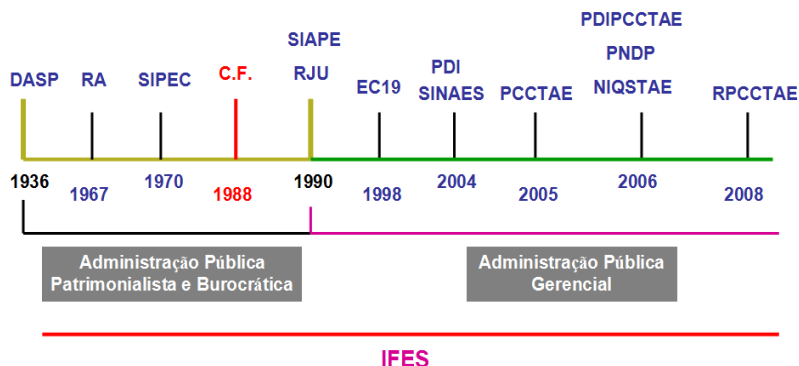 PDIPCCTAE
SIAPE
PNDP
DASP RA SIPEC C.F. RJU EC19 PDI SINAES PCCTAE NIQSTAE RPCCTAE
1936 1967 1970 1988 1990 1998 2004 2005 2006 2008
Administração Pública
Patrimonialista e Burocrática
Administração Pública
Gerencial
IFES